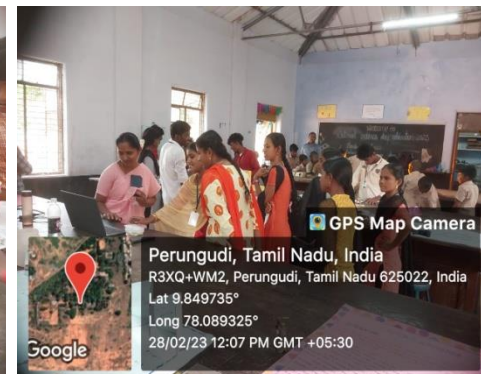 GPS Map Camera
Perungudi, Tamil Nadu, India
R3XQ+WM2, Perungudi, Tamil Nadu 625022, India
Lat 9.849735°
Long 78.089325°
28/02/23 12:07 PM GMT +05:30
Google